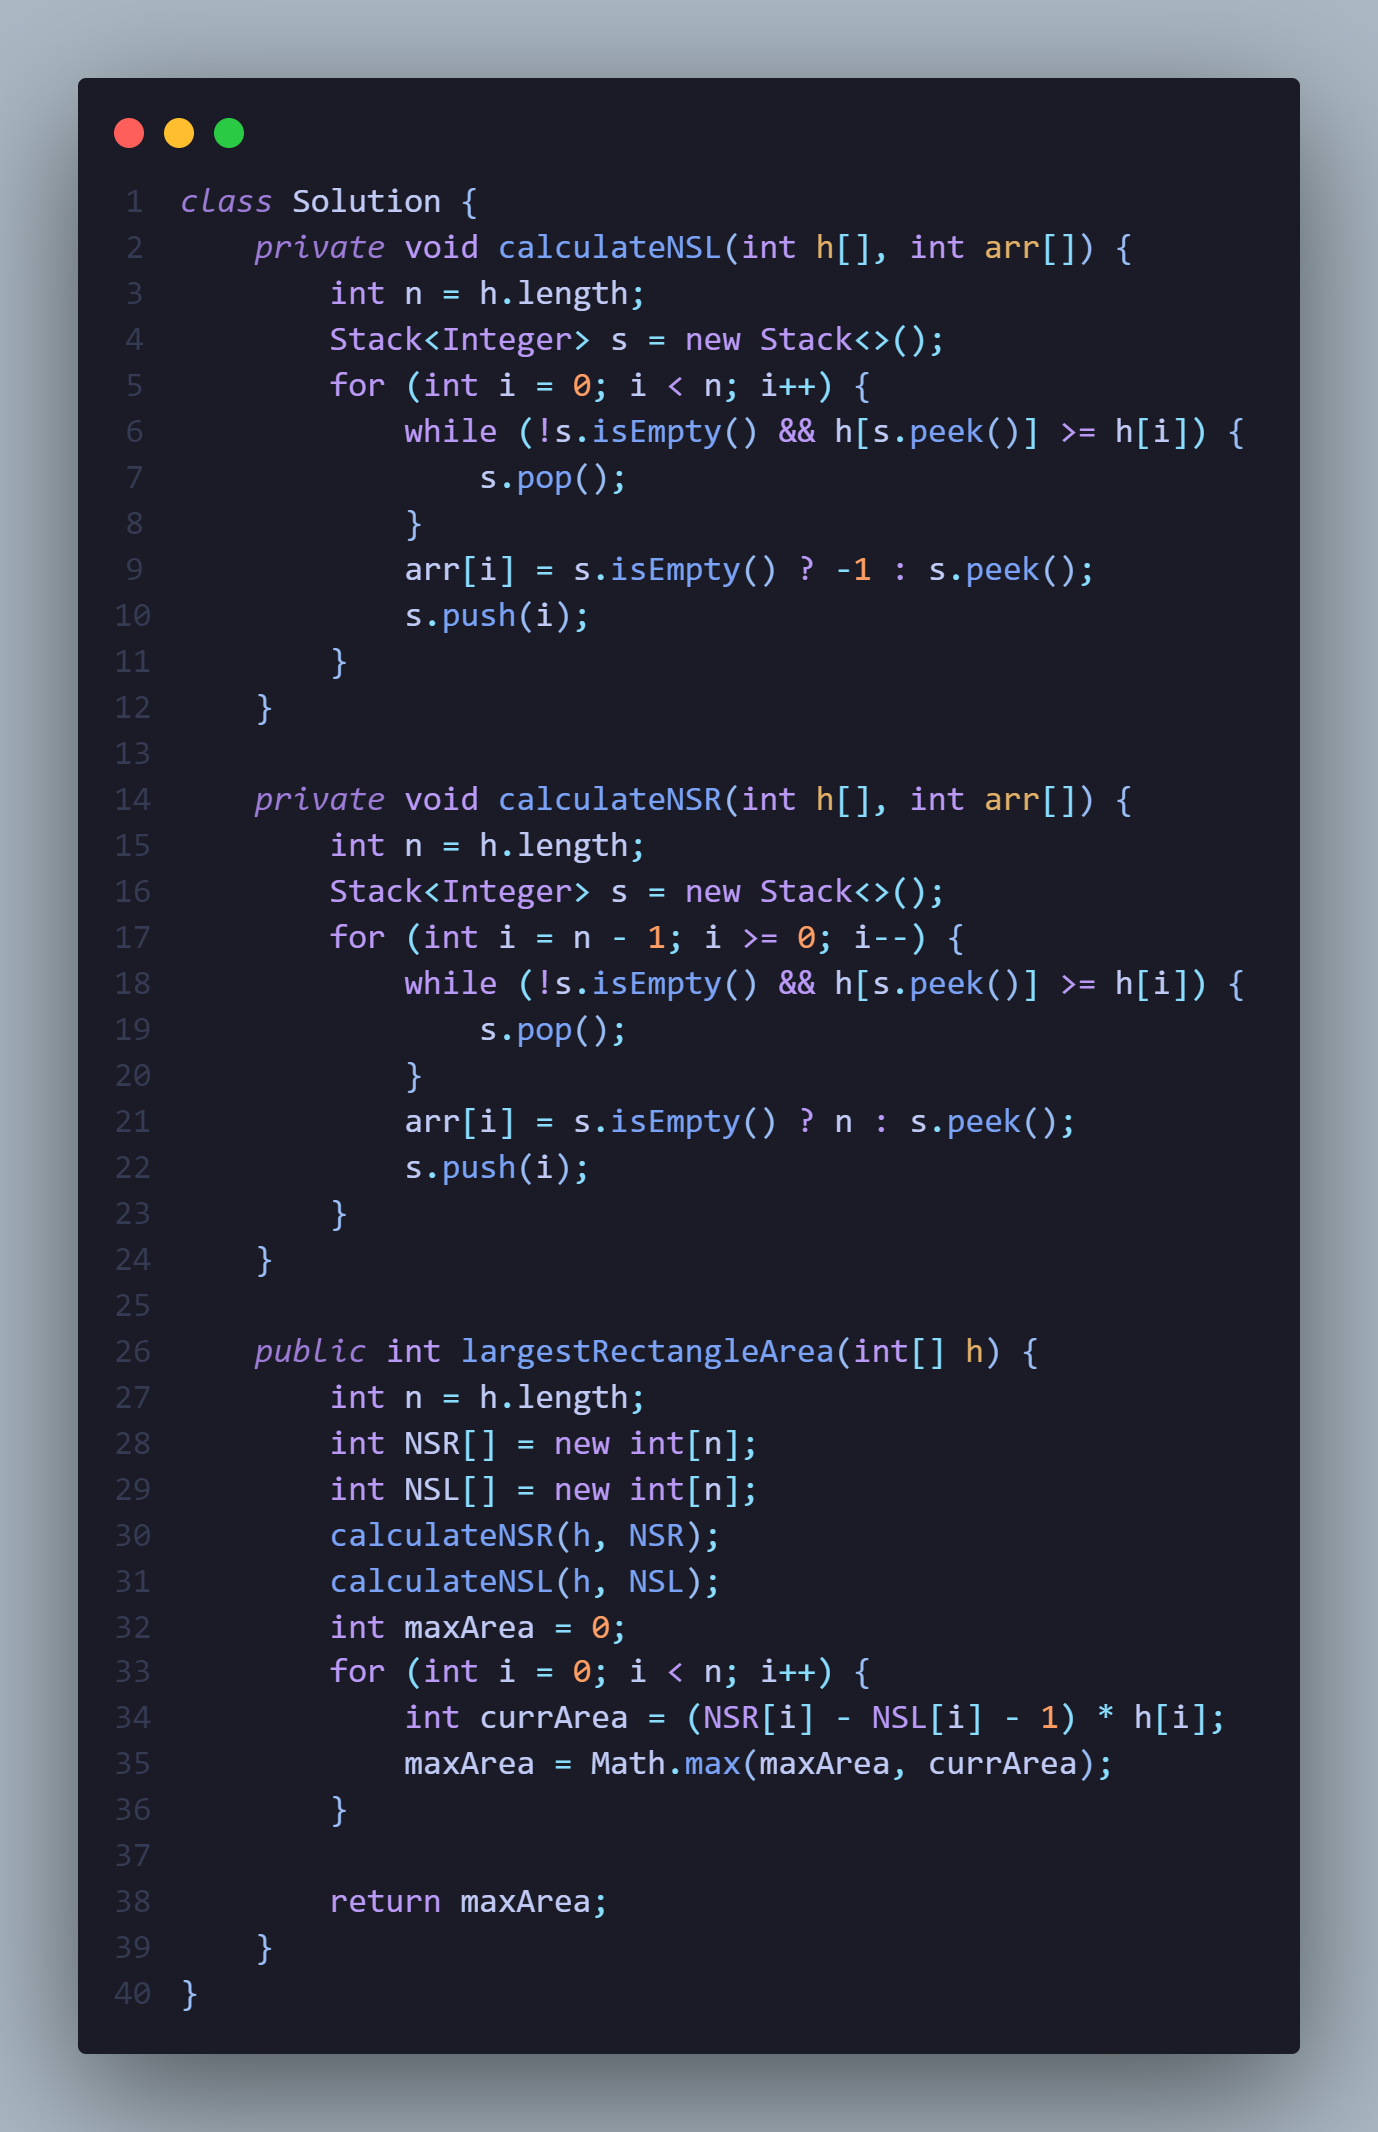 1 class Solution {
2     private void calculateNSL(int h[], int arr[]) {
3         int n = h.length;
4         Stack<Integer> s = new Stack<>();
5         for (int i = 0; i < n; i++) {
6             while (!s.isEmpty() && h[s.peek()] >= h[i]) {
7                 s.pop();
8             }
9             arr[i] = s.isEmpty() ? -1 : s.peek();
10             s.push(i);
11         }
12     }
13
14     private void calculateNSR(int h[], int arr[]) {
15         int n = h.length;
16         Stack<Integer> s = new Stack<>();
17         for (int i = n - 1; i >= 0; i--) {
18             while (!s.isEmpty() && h[s.peek()] >= h[i]) {
19                 s.pop();
20             }
21             arr[i] = s.isEmpty() ? n : s.peek();
22             s.push(i);
23         }
24     }
25
26     public int largestRectangleArea(int[] h) {
27         int n = h.length;
28         int NSR[] = new int[n];
29         int NSL[] = new int[n];
30         calculateNSR(h, NSR);
31         calculateNSL(h, NSL);
32         int maxArea = 0;
33         for (int i = 0; i < n; i++) {
34             int currArea = (NSR[i] - NSL[i] - 1) * h[i];
35             maxArea = Math.max(maxArea, currArea);
36         }
37
38         return maxArea;
39     }
40 }